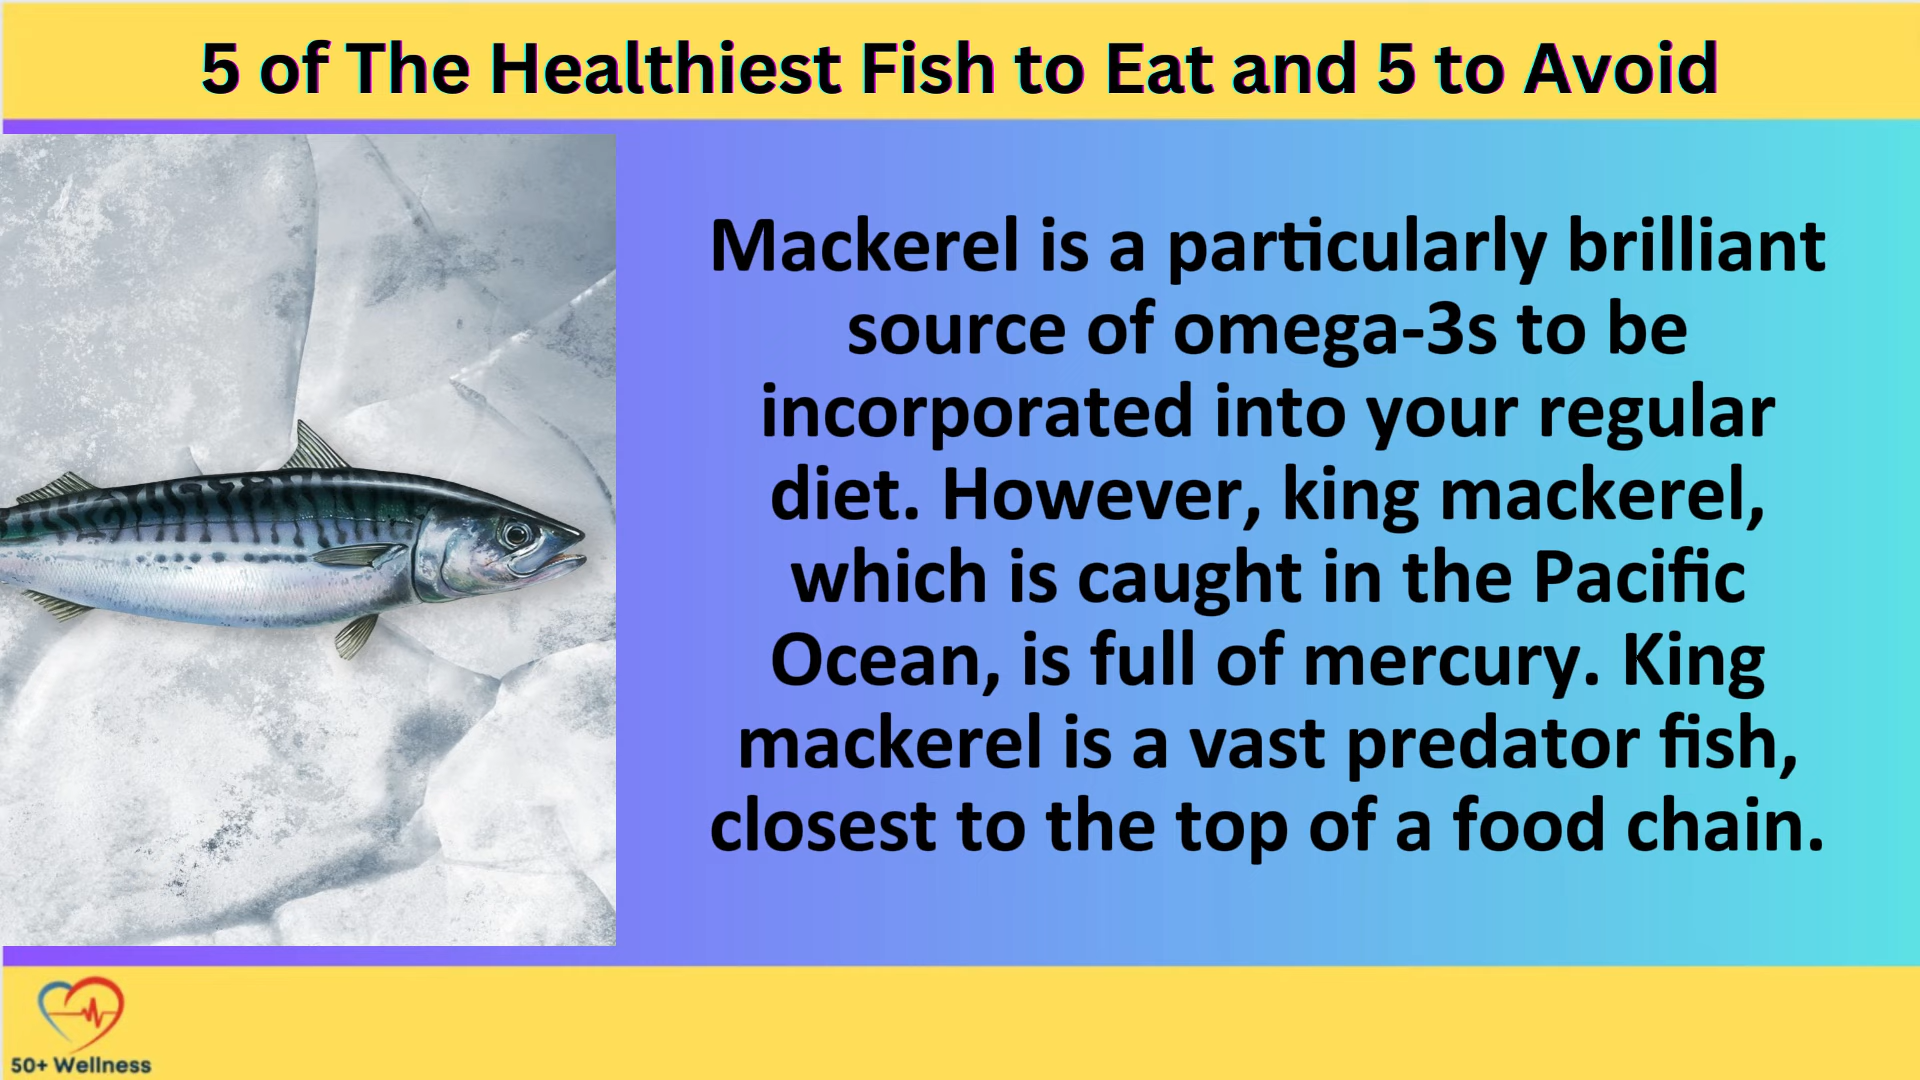 5 of The Healthiest Fish to Eat and 5 to Avoid
Mackerel is a particularly brilliant
source of omega-3s to be
incorporated into your regular
diet. However, king mackerel,
which is caught in the Pacific
Ocean, is full of mercury. King
mackerel is a vast predator fish,
closest to the top of a food chain.
50+ Wellness